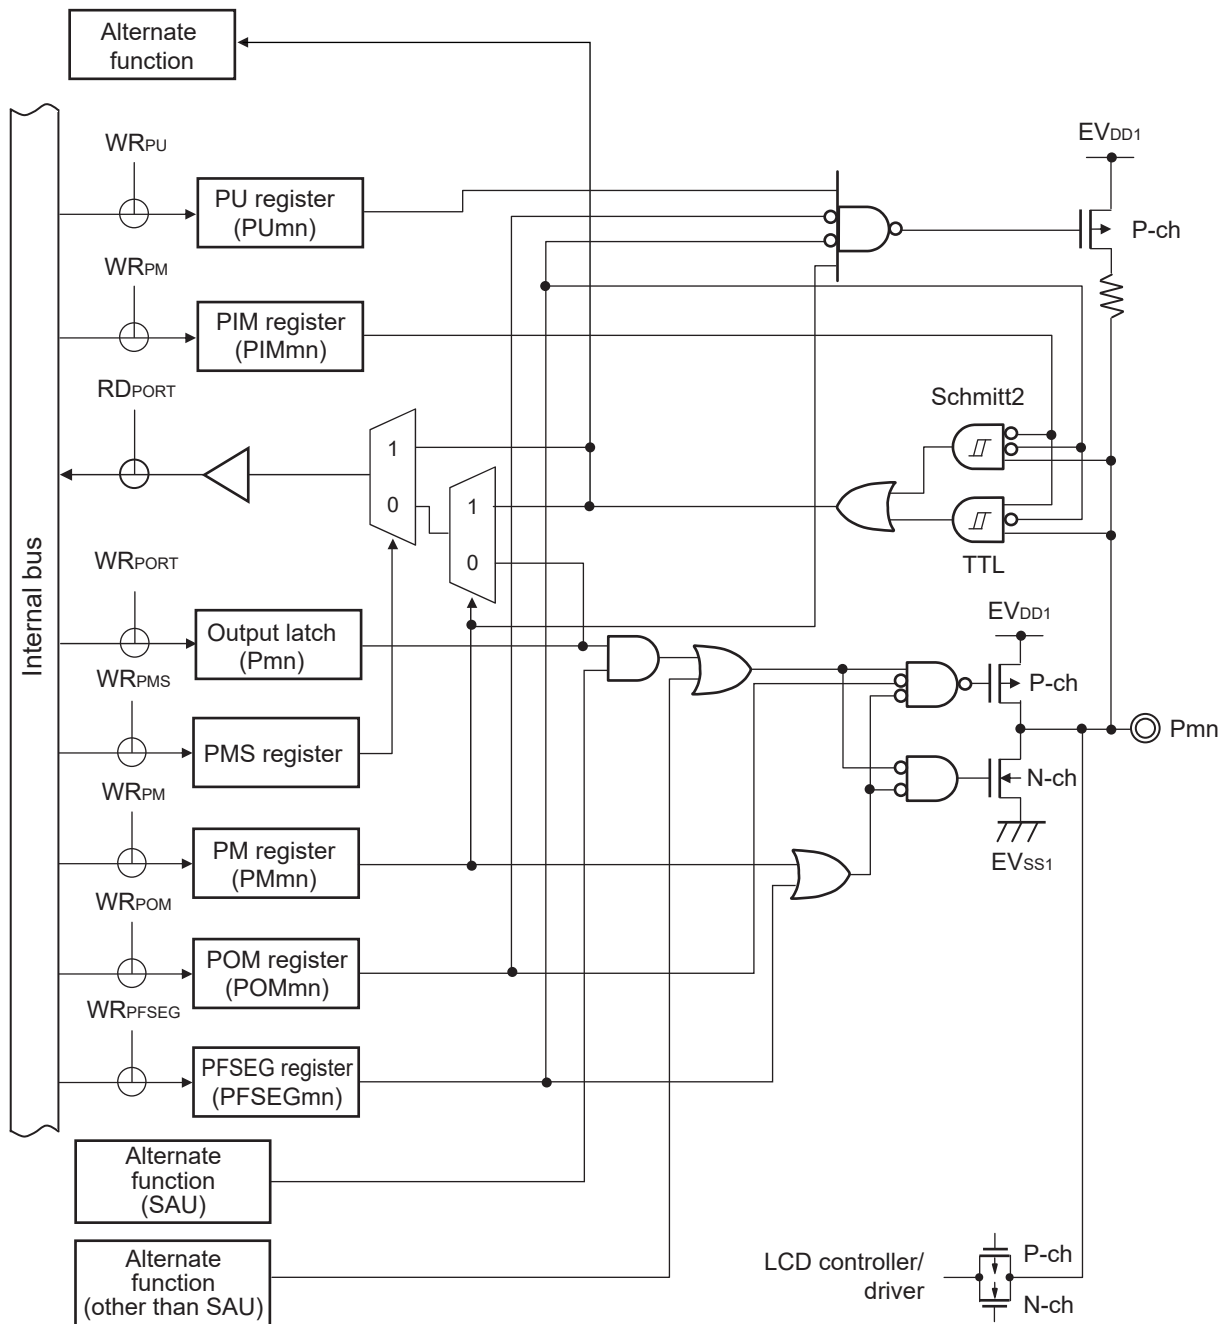 Alternate
function
WRPU
PU register
(PUmn)
EVDD1
P-ch
WRPM
PIM register
(PIMmn)
RDPORT
Schmitt2
1
0
1
0
TTL
Internal bus
WRPORT
Output latch
(Pmn)
EVDD1
P-ch
Pmn
WRPMS
PMS register
N-ch
EVSS1
WRPM
PM register
(PMmn)
WRPOM
POM register
(POMmn)
WRPFSEG
PFSEG register
(PFSEGmn)
Alternate
function
(SAU)
Alternate
function
(other than SAU)
LCD controller/
driver
P-ch
N-ch